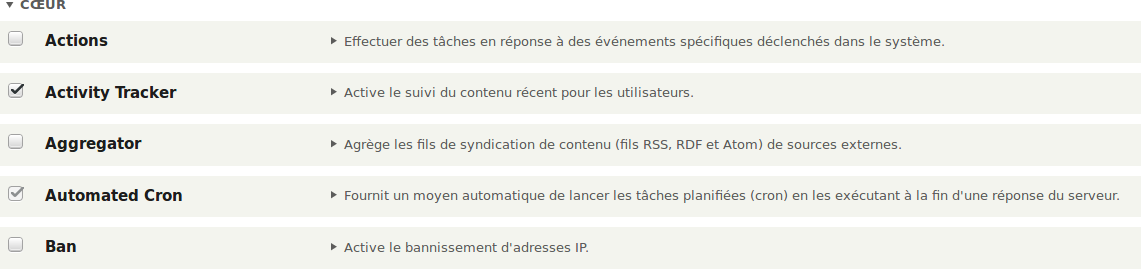 CŒUR
Actions Effectuer des tâches en réponse à des événements spécifiques déclenchés dans le système.
Activity Tracker Active le suivi du contenu récent pour les utilisateurs.
Aggregator Agrège les fils de syndication de contenu (fils RSS, RDF et Atom) de sources externes.
Automated Cron Fournit un moyen automatique de lancer les tâches planifiées (cron) en les exécutant à la fin d'une réponse du serveur.
Ban Active le bannissement d'adresses IP.